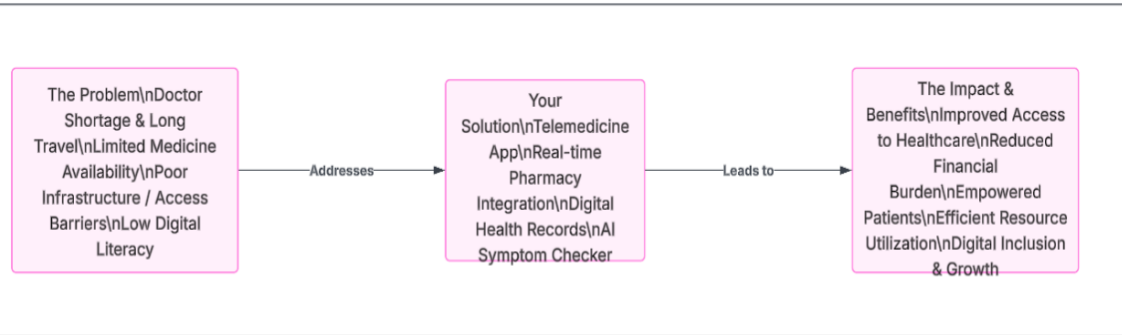 The Problem\nDoctor
Shortage & Long
Travel\nLimited Medicine
Availability\nPoor
Infrastructure / Access
Barriers\nLow Digital
Literacy
Addresses
Your
Solution\nTelemedicine
App\nReal-time
Pharmacy
Integration\nDigital
Health Records\nAI
Symptom Checker
Leads to
The Impact &
Benefits\nImproved Access
to Healthcare\nReduced
Financial
Burden\nEmpowered
Patients\nEfficient Resource
Utilization\nDigital Inclusion
& Growth